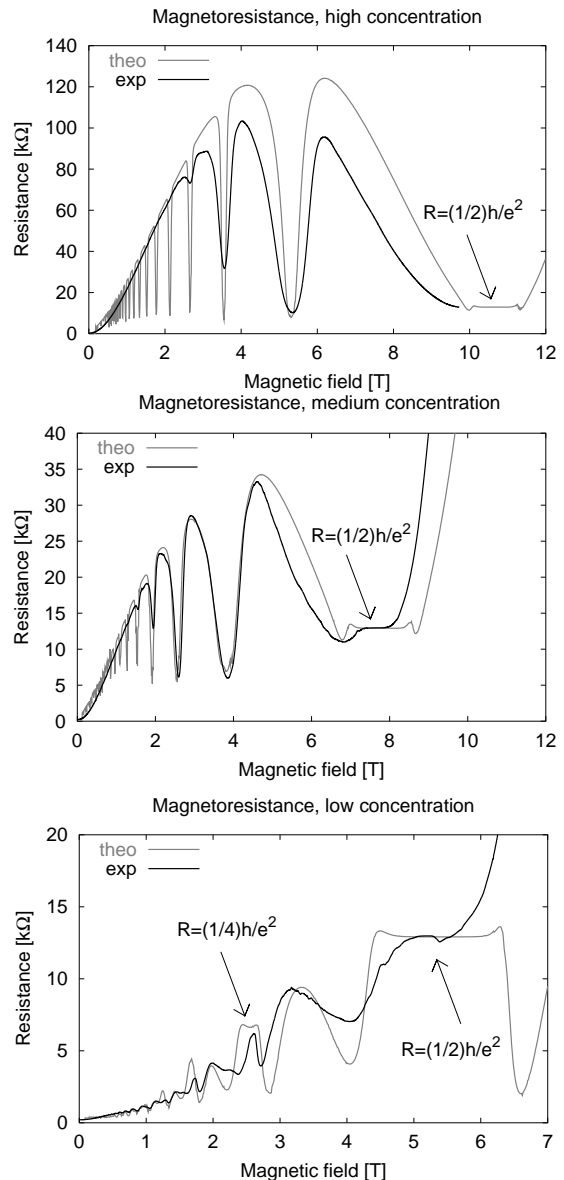 Magnetoresistance, high concentration
140
120
100
80
60
40
20
0
Resistance [kΩ]
theo
exp
R=(1/2)h/e²
0 2 4 6 8 10 12
Magnetic field [T]
Magnetoresistance, medium concentration
40
35
30
25
20
15
10
5
0
Resistance [kΩ]
theo
exp
R=(1/2)h/e²
0 2 4 6 8 10 12
Magnetic field [T]
Magnetoresistance, low concentration
20
15
10
5
0
Resistance [kΩ]
theo
exp
R=(1/4)h/e²
R=(1/2)h/e²
0 1 2 3 4 5 6 7
Magnetic field [T]